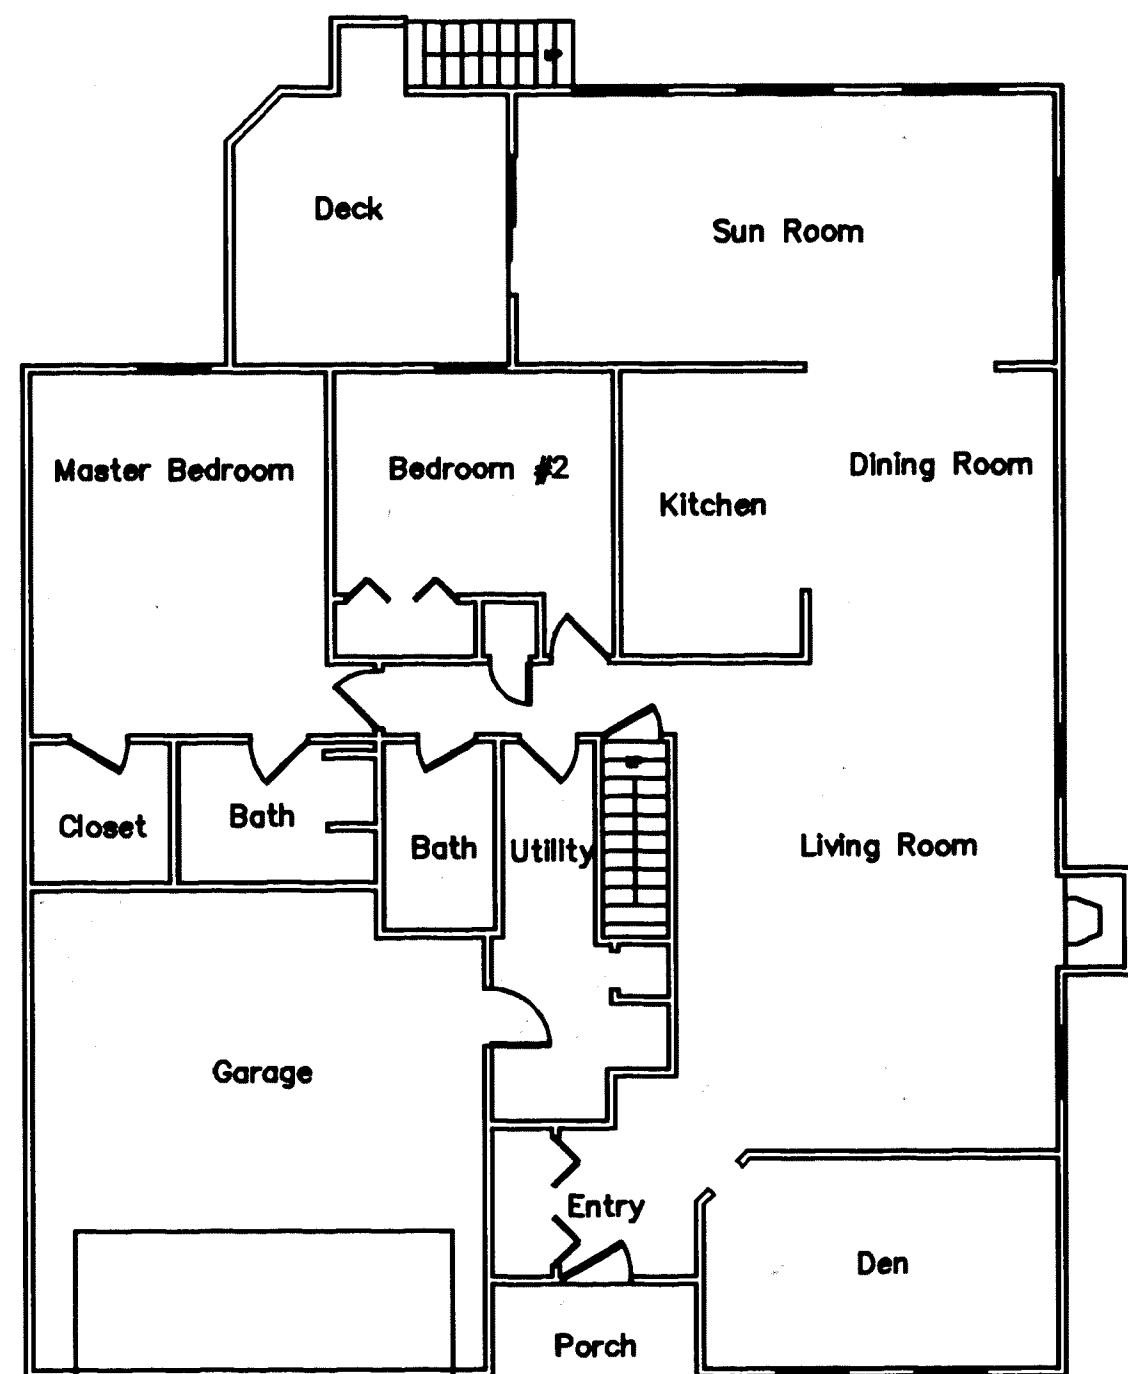 Deck
Sun Room
Master Bedroom
Bedroom #2
Dining Room
Kitchen
Closet
Bath
Bath
Utility
Living Room
Garage
Entry
Den
Porch